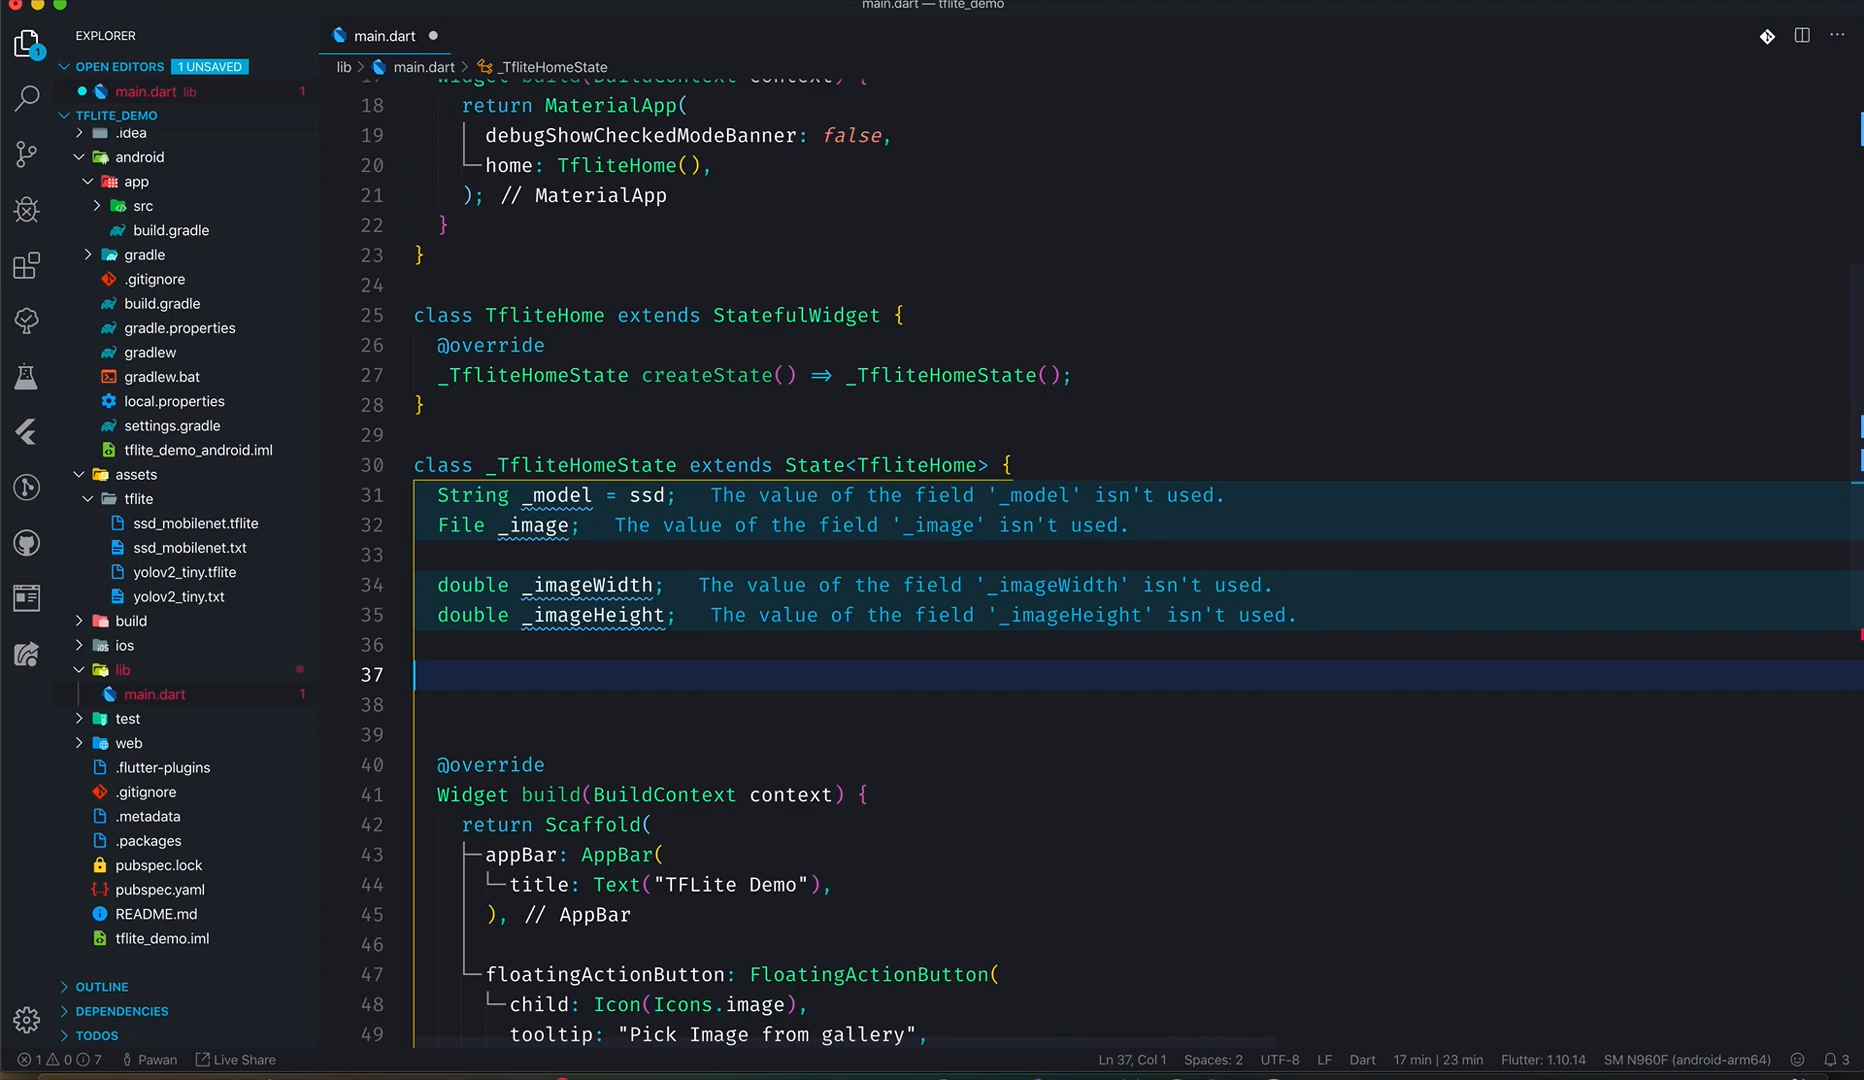 main.dart — tflite_demo
EXPLORER
OPEN EDITORS 1 UNSAVED
main.dart lib 1
TFLITE_DEMO
.idea
android
app
src
build.gradle
gradle
.gitignore
build.gradle
gradle.properties
gradlew
gradlew.bat
local.properties
settings.gradle
tflite_demo_android.iml
assets
tflite
ssd_mobilenet.tflite
ssd_mobilenet.txt
yolov2_tiny.tflite
yolov2_tiny.txt
build
ios
lib
main.dart 1
test
web
.flutter-plugins
.gitignore
.metadata
.packages
pubspec.lock
pubspec.yaml
README.md
tflite_demo.iml
OUTLINE
DEPENDENCIES
TODOS
1
main.dart
lib > main.dart > _TfliteHomeState
17 Widget build(BuildContext context) {
18 return MaterialApp(
19 debugShowCheckedModeBanner: false,
20 home: TfliteHome(),
21 ); // MaterialApp
22 }
23 }
24
25 class TfliteHome extends StatefulWidget {
26 @override
27 _TfliteHomeState createState() => _TfliteHomeState();
28 }
29
30 class _TfliteHomeState extends State<TfliteHome> {
31 String _model = ssd; The value of the field '_model' isn't used.
32 File _image; The value of the field '_image' isn't used.
33
34 double _imageWidth; The value of the field '_imageWidth' isn't used.
35 double _imageHeight; The value of the field '_imageHeight' isn't used.
36
37
38
39
40 @override
41 Widget build(BuildContext context) {
42 return Scaffold(
43 appBar: AppBar(
44 title: Text("TFLite Demo"),
45 ), // AppBar
46
47 floatingActionButton: FloatingActionButton(
48 child: Icon(Icons.image),
49 tooltip: "Pick Image from gallery",
1 0 7 Pawan Live Share Ln 37, Col 1 Spaces: 2 UTF-8 LF Dart 17 min | 23 min Flutter: 1.10.14 SM N960F (android-arm64) 3